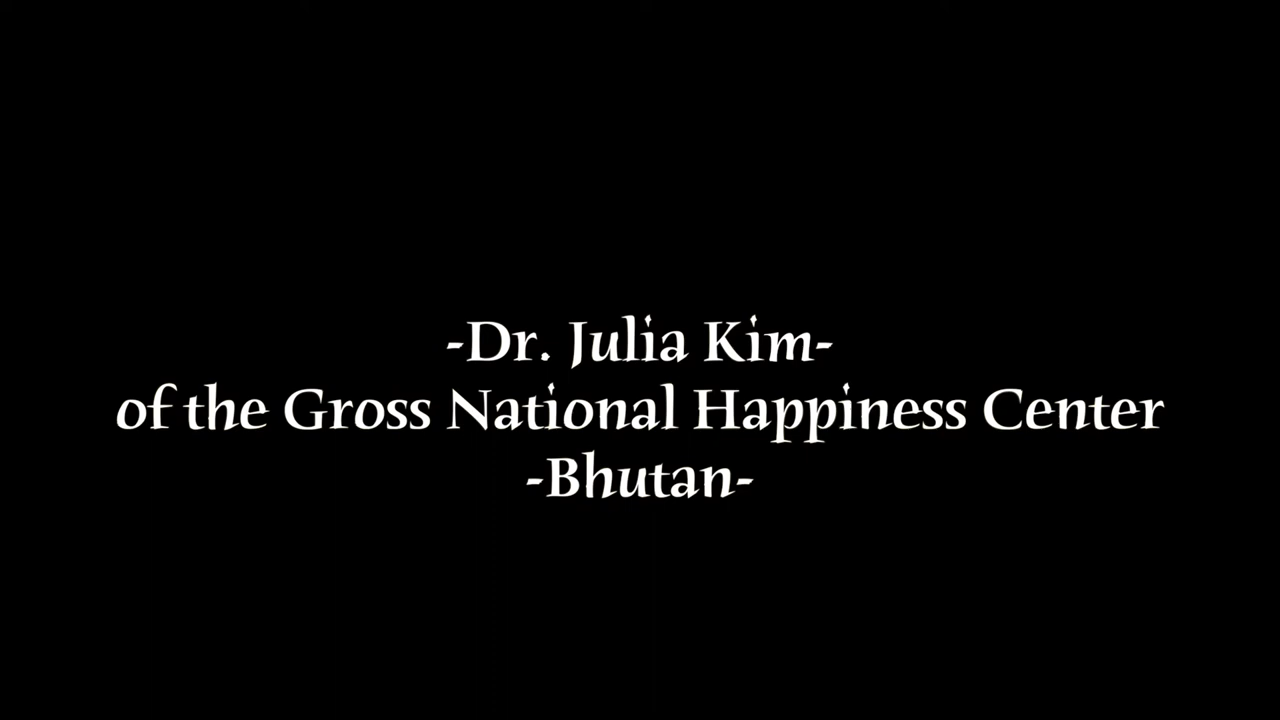 -Dr. Julia Kim-
of the Gross National Happiness Center
-Bhutan-